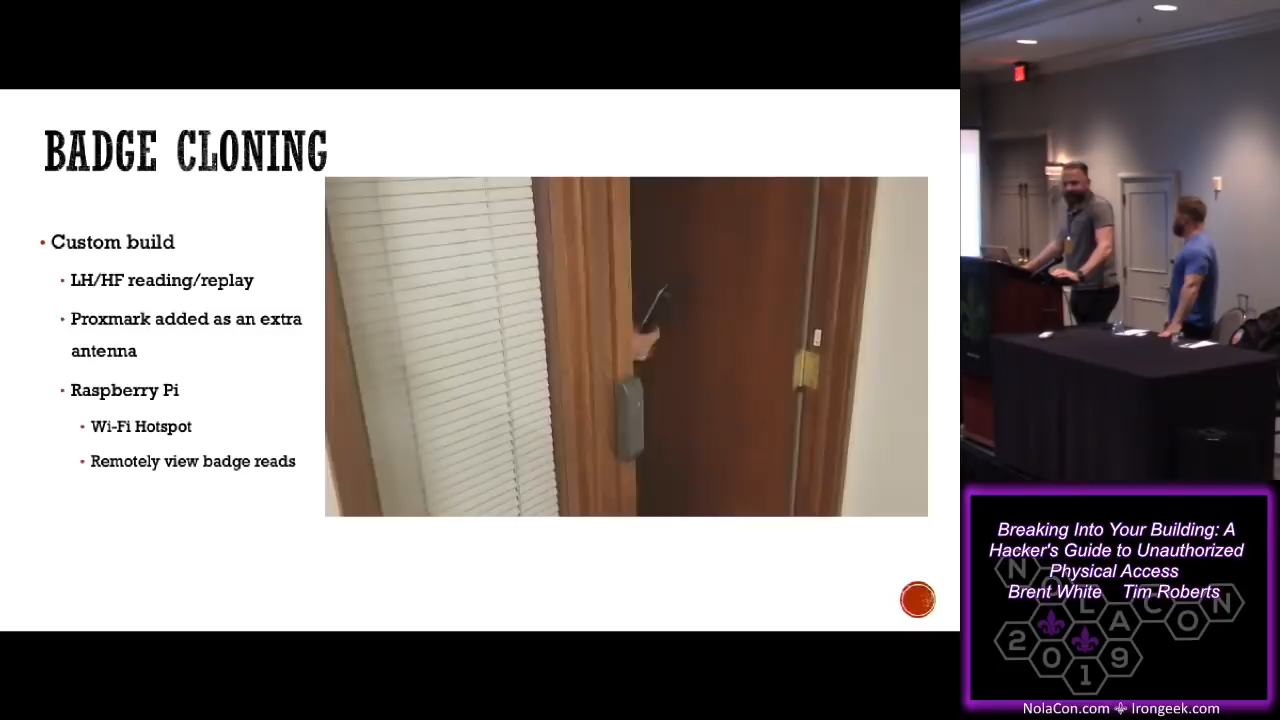 BADGE CLONING
• Custom build
• LH/HF reading/replay
• Proxmark added as an extra
antenna
• Raspberry Pi
• Wi-Fi Hotspot
• Remotely view badge reads
Breaking Into Your Building: A
Hacker's Guide to Unauthorized
Physical Access
Brent White Tim Roberts
NOLACON
2019
NolaCon.com ⚜ Irongeek.com